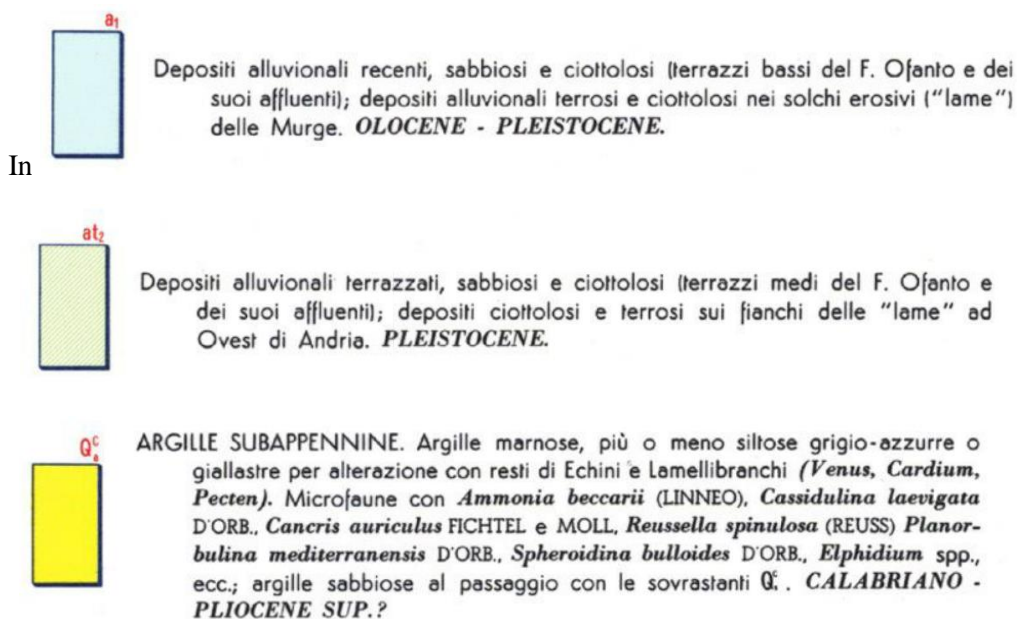 a₁
Depositi alluvionali recenti, sabbiosi e ciottolosi (terrazzi bassi del F. Ofanto e dei
suoi affluenti); depositi alluvionali terrosi e ciottolosi nei solchi erosivi ("lame")
delle Murge. OLOCENE - PLEISTOCENE.
In
at₂
Depositi alluvionali terrazzati, sabbiosi e ciottolosi (terrazzi medi del F. Ofanto e
dei suoi affluenti); depositi ciottolosi e terrosi sui fianchi delle "lame" ad
Ovest di Andria. PLEISTOCENE.
Qᶜₐ
ARGILLE SUBAPPENNINE. Argille marnose, più o meno siltose grigio-azzurre o
giallastre per alterazione con resti di Echini e Lamellibranchi (Venus, Cardium,
Pecten). Microfaune con Ammonia beccarii (LINNEO), Cassidulina laevigata
D'ORB., Cancris auriculus FICHTEL e MOLL, Reussella spinulosa (REUSS) Planor-
bulina mediterranensis D'ORB., Spheroidina bulloides D'ORB., Elphidium spp.,
ecc.; argille sabbiose al passaggio con le sovrastanti . CALABRIANO -
PLIOCENE SUP.?